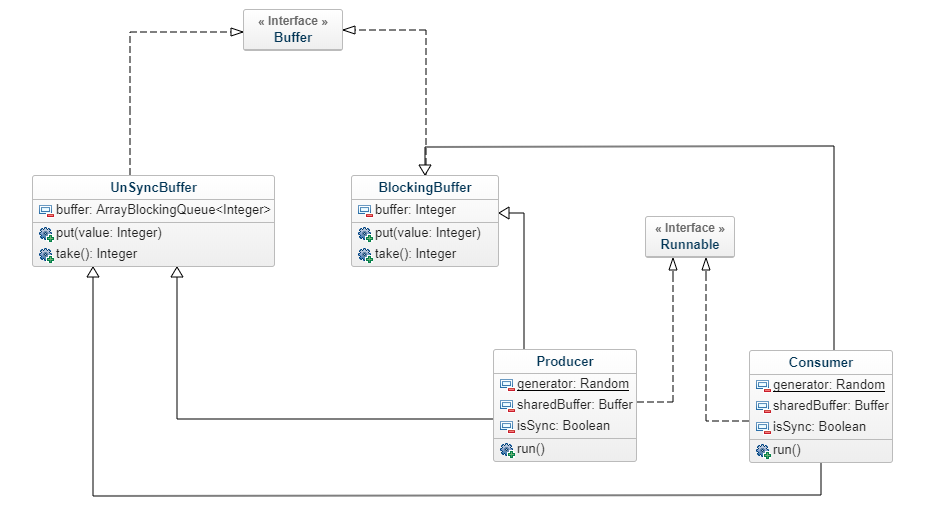 « Interface »
Buffer
UnSyncBuffer
buffer: ArrayBlockingQueue<Integer>
put(value: Integer)
take(): Integer
BlockingBuffer
buffer: Integer
put(value: Integer)
take(): Integer
« Interface »
Runnable
Producer
generator: Random
sharedBuffer: Buffer
isSync: Boolean
run()
Consumer
generator: Random
sharedBuffer: Buffer
isSync: Boolean
run()